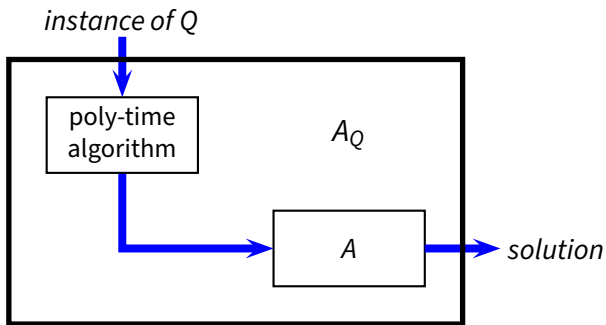 instance of Q
poly-time
algorithm
A_Q
A
solution